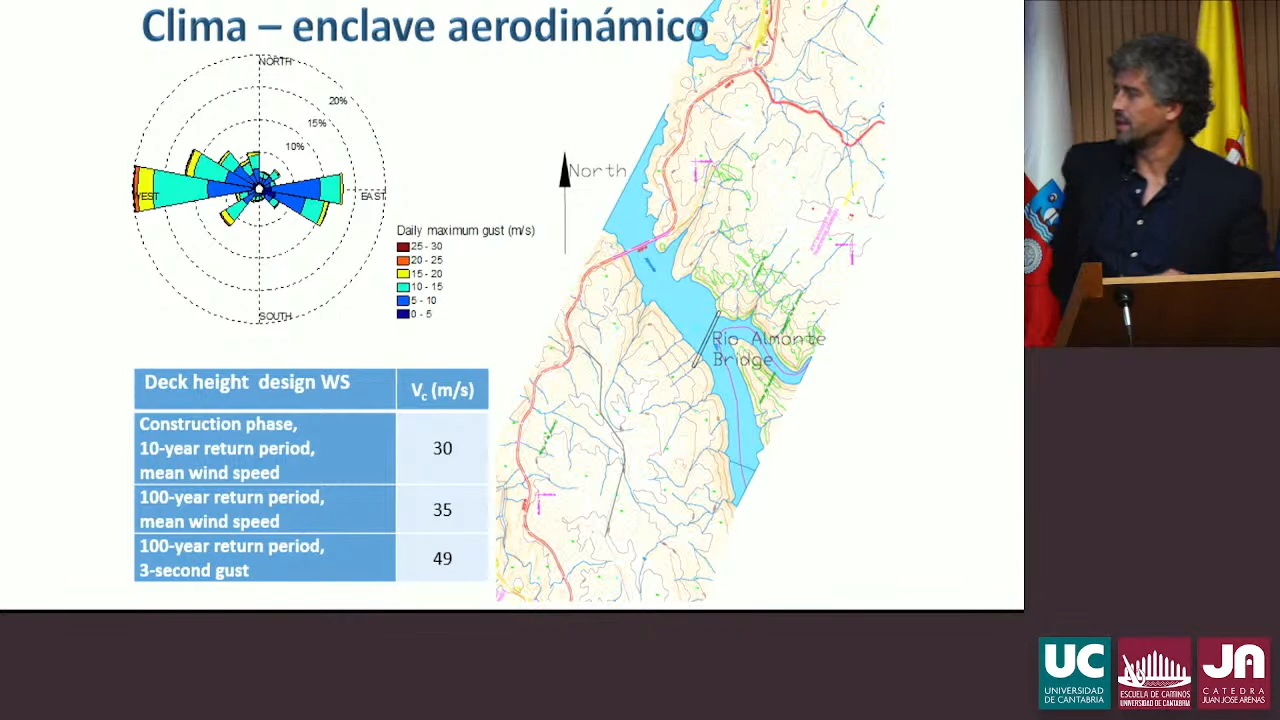 Clima – enclave aerodinámico
NORTH
20%
15%
10%
EST
EAST
SOUTH
Daily maximum gust (m/s)
25 - 30
20 - 25
15 - 20
10 - 15
5 - 10
0 - 5
North
Rio Almonte
Bridge
Deck height design WS
Vc (m/s)
Construction phase,
10-year return period,
mean wind speed
30
100-year return period,
mean wind speed
35
100-year return period,
3-second gust
49
UC
UNIVERSIDAD
DE CANTABRIA
ESCUELA DE CAMINOS
UNIVERSIDAD DE CANTABRIA
JA
CATEDRA
JUAN JOSÉ ARENAS